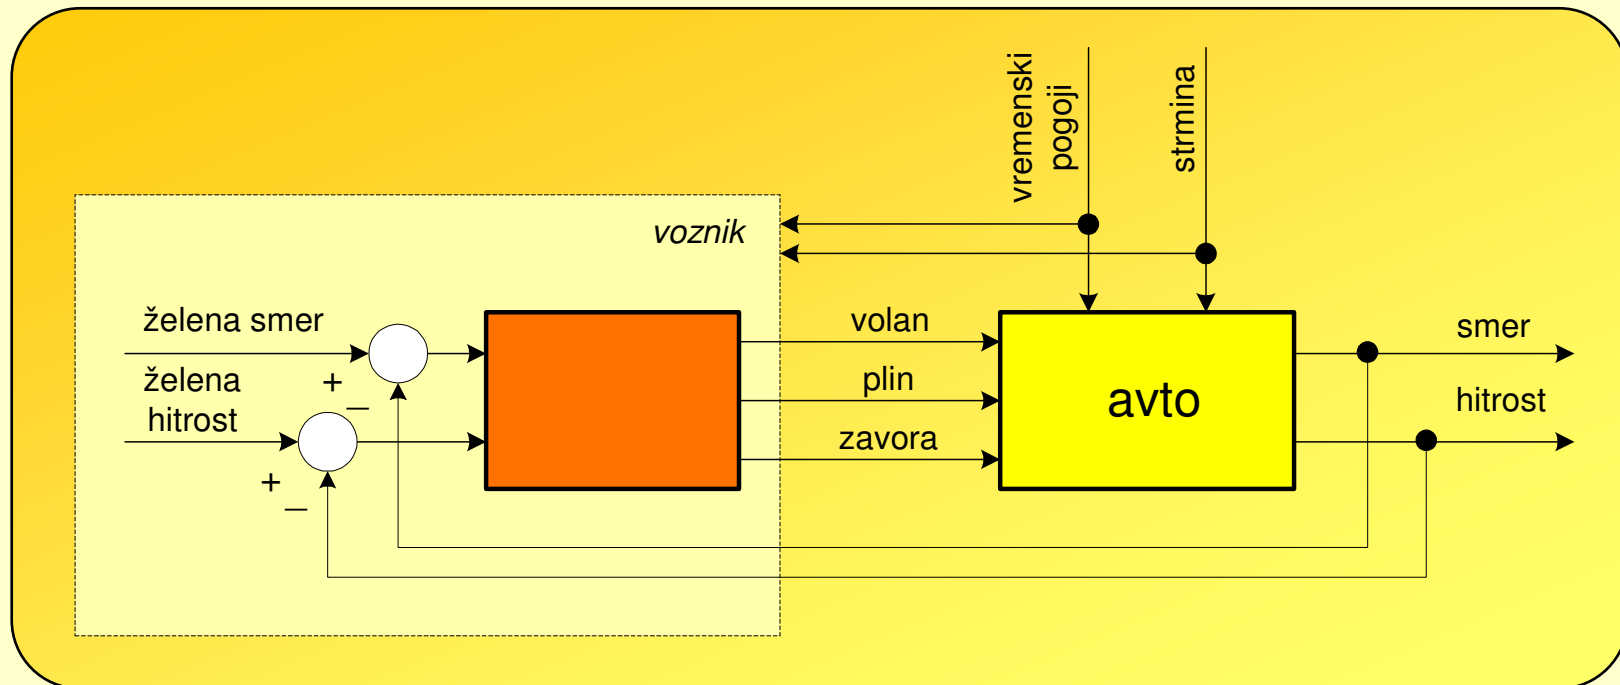 vremenski
pogoji
strmina
voznik
želena smer
+
–
želena
hitrost
+
–
volan
plin
zavora
avto
smer
hitrost